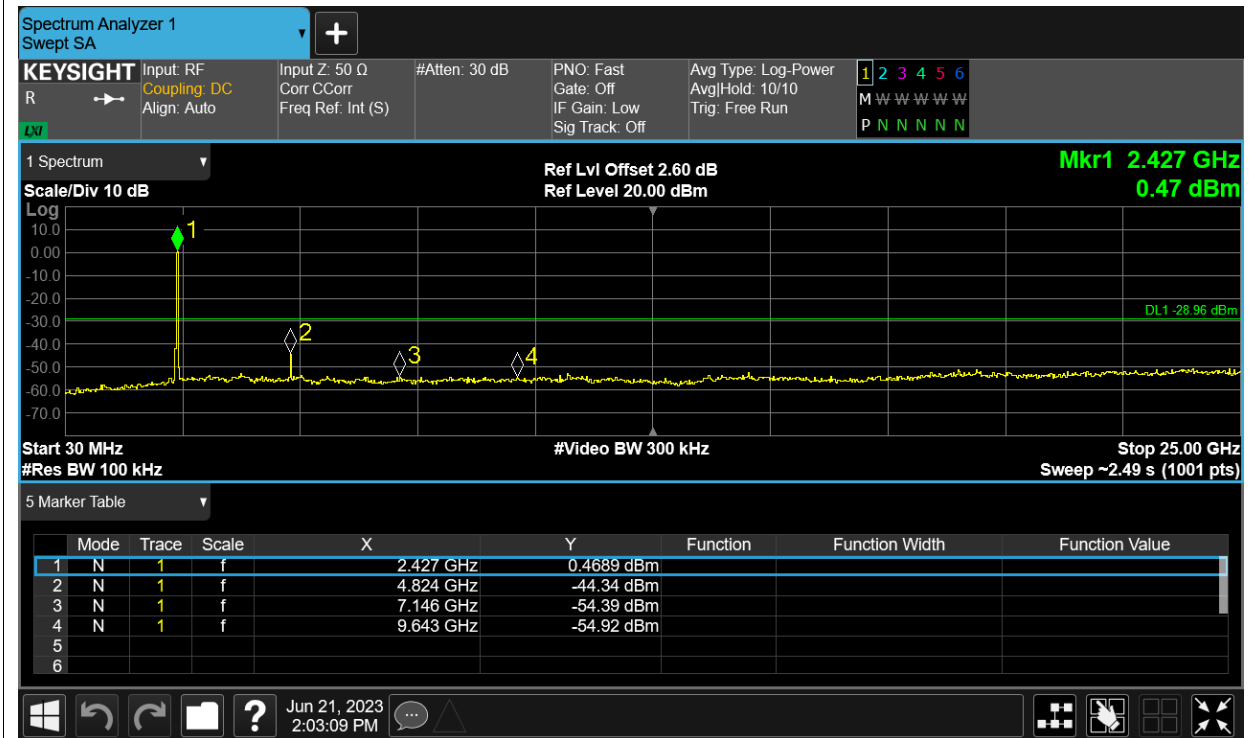 Spectrum Analyzer 1
Swept SA
KEYSIGHT
R
LXI
Input: RF
Coupling: DC
Align: Auto
Input Z: 50 Ω
Corr CCorr
Freq Ref: Int (S)
#Atten: 30 dB
PNO: Fast
Gate: Off
IF Gain: Low
Sig Track: Off
Avg Type: Log-Power
Avg|Hold: 10/10
Trig: Free Run
1 2 3 4 5 6
M W W W W W
P N N N N N
1 Spectrum
Scale/Div 10 dB
Ref Lvl Offset 2.60 dB
Ref Level 20.00 dBm
Mkr1 2.427 GHz
0.47 dBm
Log
10.0
0.00
-10.0
-20.0
-30.0
-40.0
-50.0
-60.0
-70.0
1
2
3
4
DL1 -28.96 dBm
Start 30 MHz
#Video BW 300 kHz
Stop 25.00 GHz
#Res BW 100 kHz
Sweep ~2.49 s (1001 pts)
5 Marker Table
Mode Trace Scale X Y Function Function Width Function Value
1 N 1 f 2.427 GHz 0.4689 dBm
2 N 1 f 4.824 GHz -44.34 dBm
3 N 1 f 7.146 GHz -54.39 dBm
4 N 1 f 9.643 GHz -54.92 dBm
5
6
?
Jun 21, 2023
2:03:09 PM